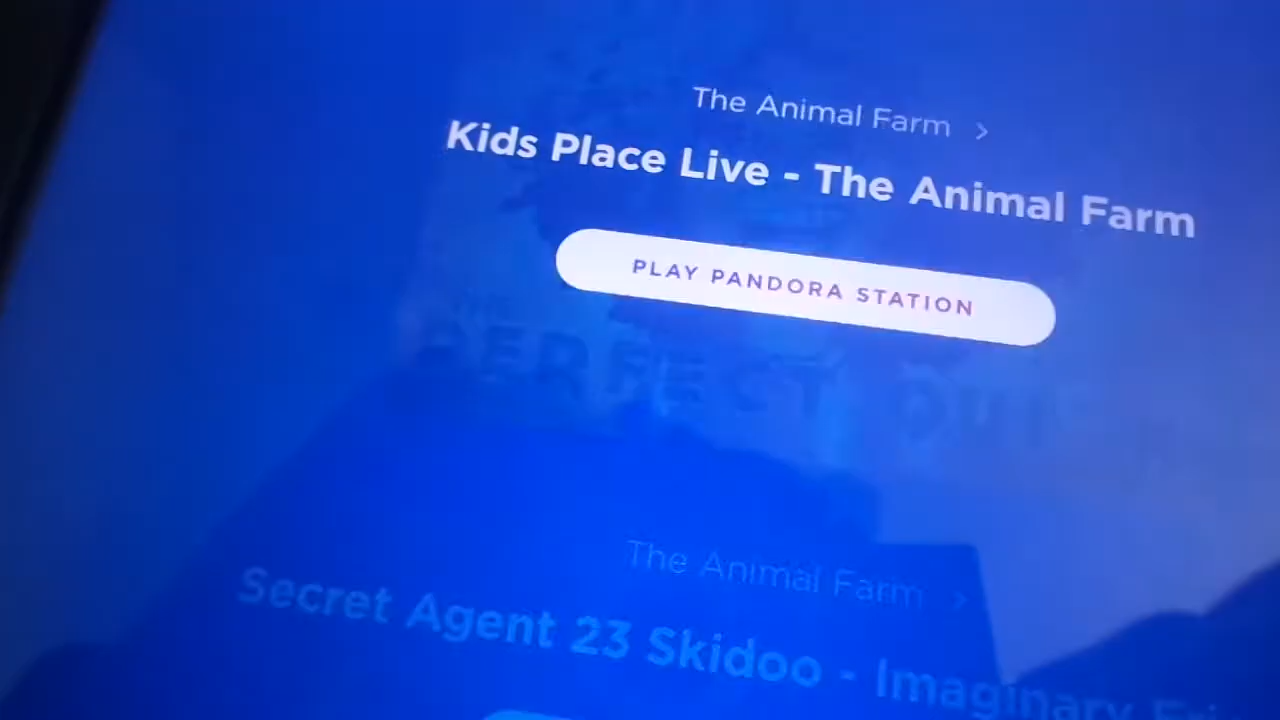 The Animal Farm >
Kids Place Live - The Animal Farm
PLAY PANDORA STATION
PERFECT
The Animal Farm >
Secret Agent 23 Skidoo - Imaginary